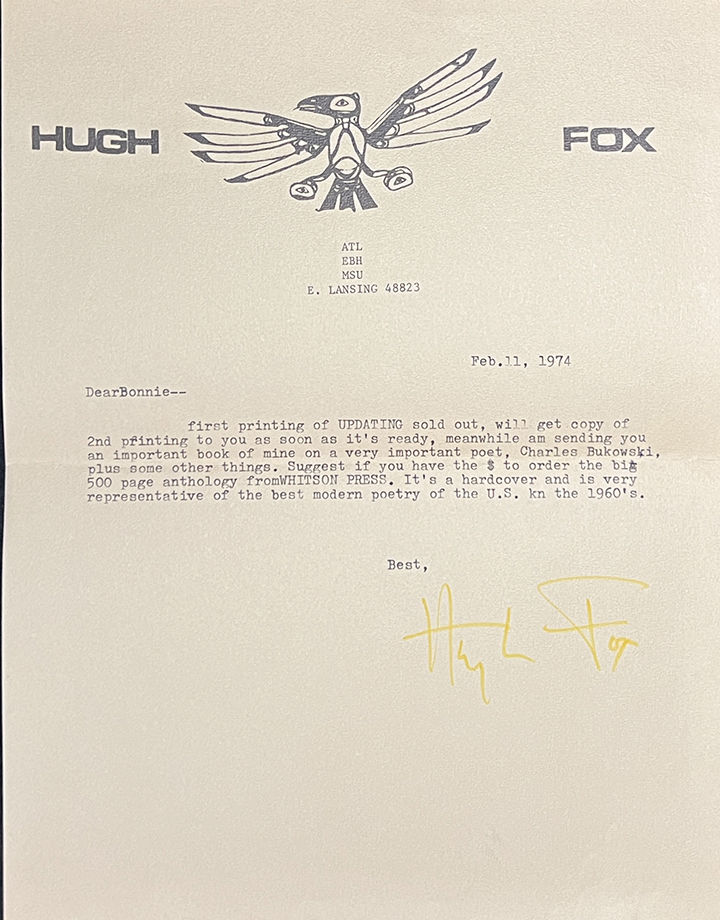 HUGH FOX
ATL
EBH
MSU
E. LANSING 48823
Feb.11, 1974
DearBonnie--
first printing of UPDATING sold out, will get copy of
2nd printing to you as soon as it's ready, meanwhile am sending you
an important book of mine on a very important poet, Charles Bukowski,
plus some other things. Suggest if you have the $ to order the big
500 page anthology fromWHITSON PRESS. It's a hardcover and is very
representative of the best modern poetry of the U.S. kn the 1960's.
Best,
Hugh Fox